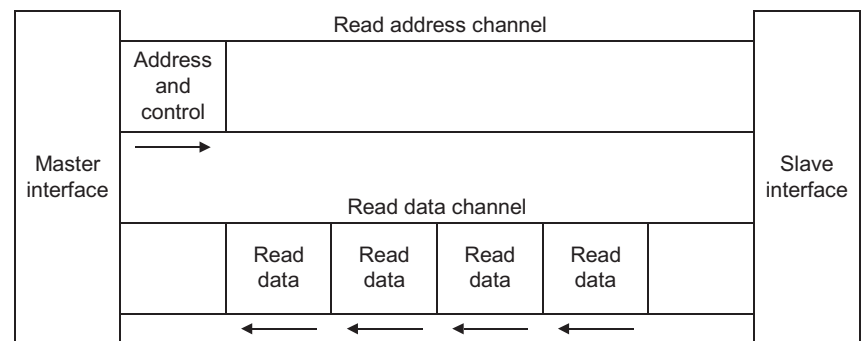 Read address channel
Address
and
control
Master
interface
Slave
interface
Read data channel
Read
data
Read
data
Read
data
Read
data